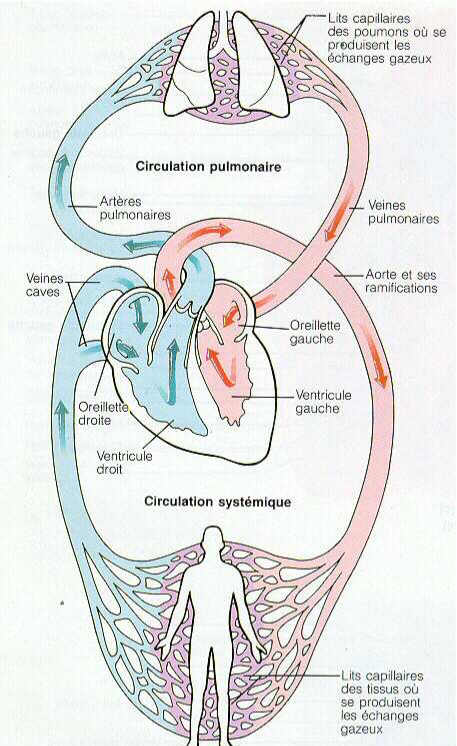 Lits capillaires
des poumons où se
produisent les
échanges gazeux
Circulation pulmonaire
Artères
pulmonaires
Veines
pulmonaires
Veines
caves
Aorte et ses
ramifications
Oreillette
gauche
Oreillette
droite
Ventricule
gauche
Ventricule
droit
Circulation systémique
Lits capillaires
des tissus où
se produisent
les échanges
gazeux